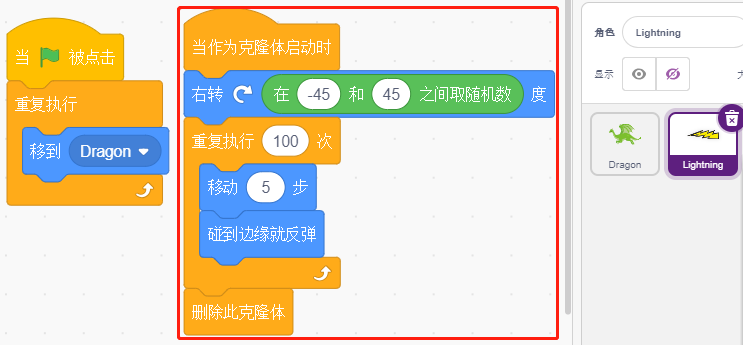 当 被点击
重复执行
移到 Dragon
当作为克隆体启动时
右转 在 -45 和 45 之间取随机数 度
重复执行 100 次
移动 5 步
碰到边缘就反弹
删除此克隆体
角色 Lightning
显示
Dragon
Lightning